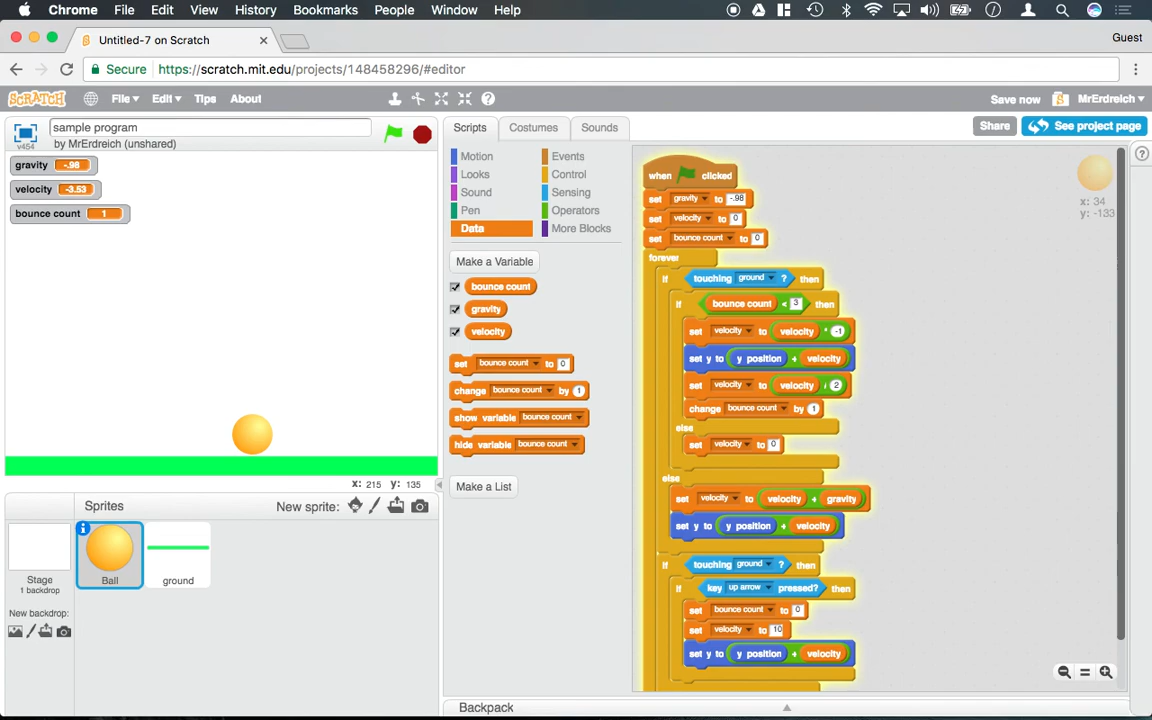 Chrome File Edit View History Bookmarks People Window Help
Untitled-7 on Scratch
Guest
Secure https://scratch.mit.edu/projects/148458296/#editor
SCRATCH File Edit Tips About Save now MrErdreich
sample program
by MrErdreich (unshared)
v454
Scripts Costumes Sounds Share See project page
gravity -.98
velocity -3.53
bounce count 1
Motion Events
Looks Control
Sound Sensing
Pen Operators
Data More Blocks
Make a Variable
bounce count
gravity
velocity
set bounce count to 0
change bounce count by 1
show variable bounce count
hide variable bounce count
Make a List
when clicked
set gravity to -.98
set velocity to 0
set bounce count to 0
forever
if touching ground ? then
if bounce count < 3 then
set velocity to velocity * -1
set y to y position + velocity
set velocity to velocity / 2
change bounce count by 1
else
set velocity to 0
else
set velocity to velocity + gravity
set y to y position + velocity
if touching ground ? then
if key up arrow pressed? then
set bounce count to 0
set velocity to 10
set y to y position + velocity
x: 34
y: -133
x: 215 y: 135
Sprites New sprite:
Stage
1 backdrop
New backdrop:
Ball
ground
Backpack